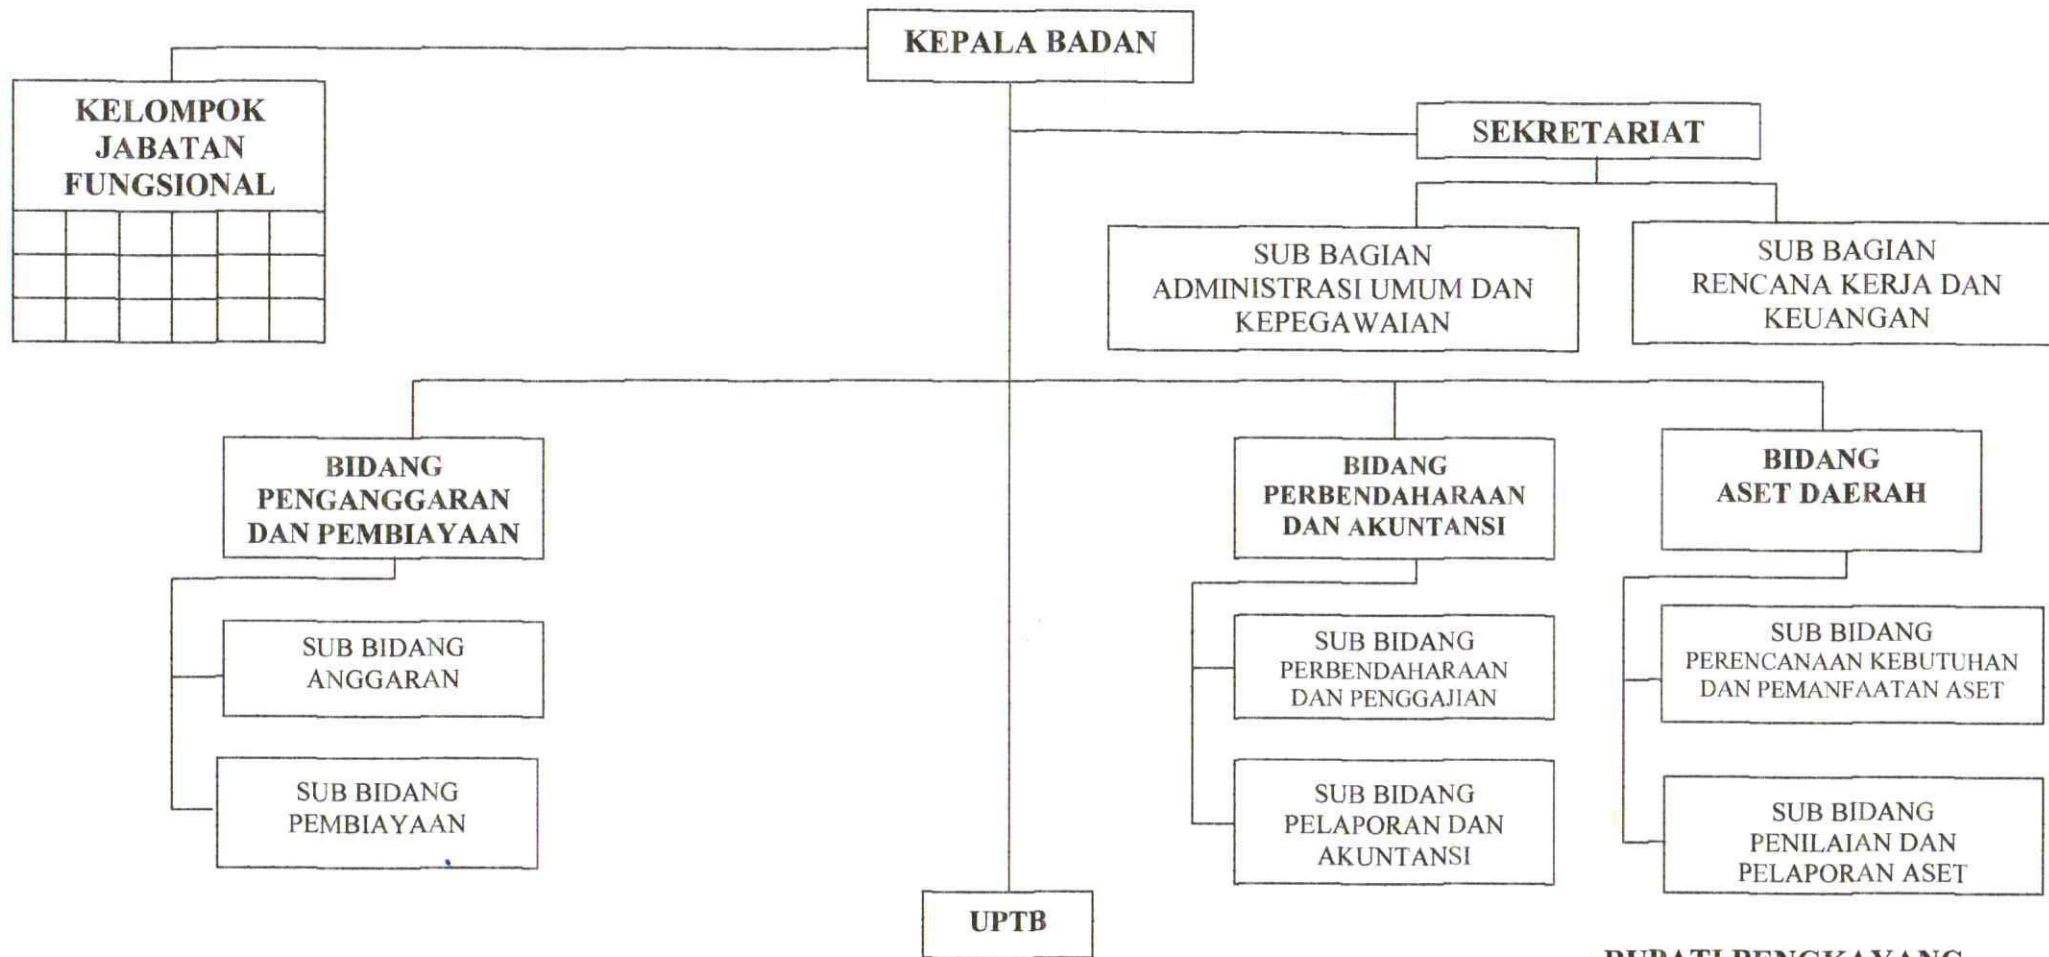 KEPALA BADAN
KELOMPOK
JABATAN
FUNGSIONAL
SEKRETARIAT
SUB BAGIAN
ADMINISTRASI UMUM DAN
KEPEGAWAIAN
SUB BAGIAN
RENCANA KERJA DAN
KEUANGAN
BIDANG
PENGANGGARAN
DAN PEMBIAYAAN
BIDANG
PERBENDAHARAAN
DAN AKUNTANSI
BIDANG
ASET DAERAH
SUB BIDANG
ANGGARAN
SUB BIDANG
PERBENDAHARAAN
DAN PENGGAJIAN
SUB BIDANG
PERENCANAAN KEBUTUHAN
DAN PEMANFAATAN ASET
SUB BIDANG
PEMBIAYAAN
SUB BIDANG
PELAPORAN DAN
AKUNTANSI
SUB BIDANG
PENILAIAN DAN
PELAPORAN ASET
UPTB